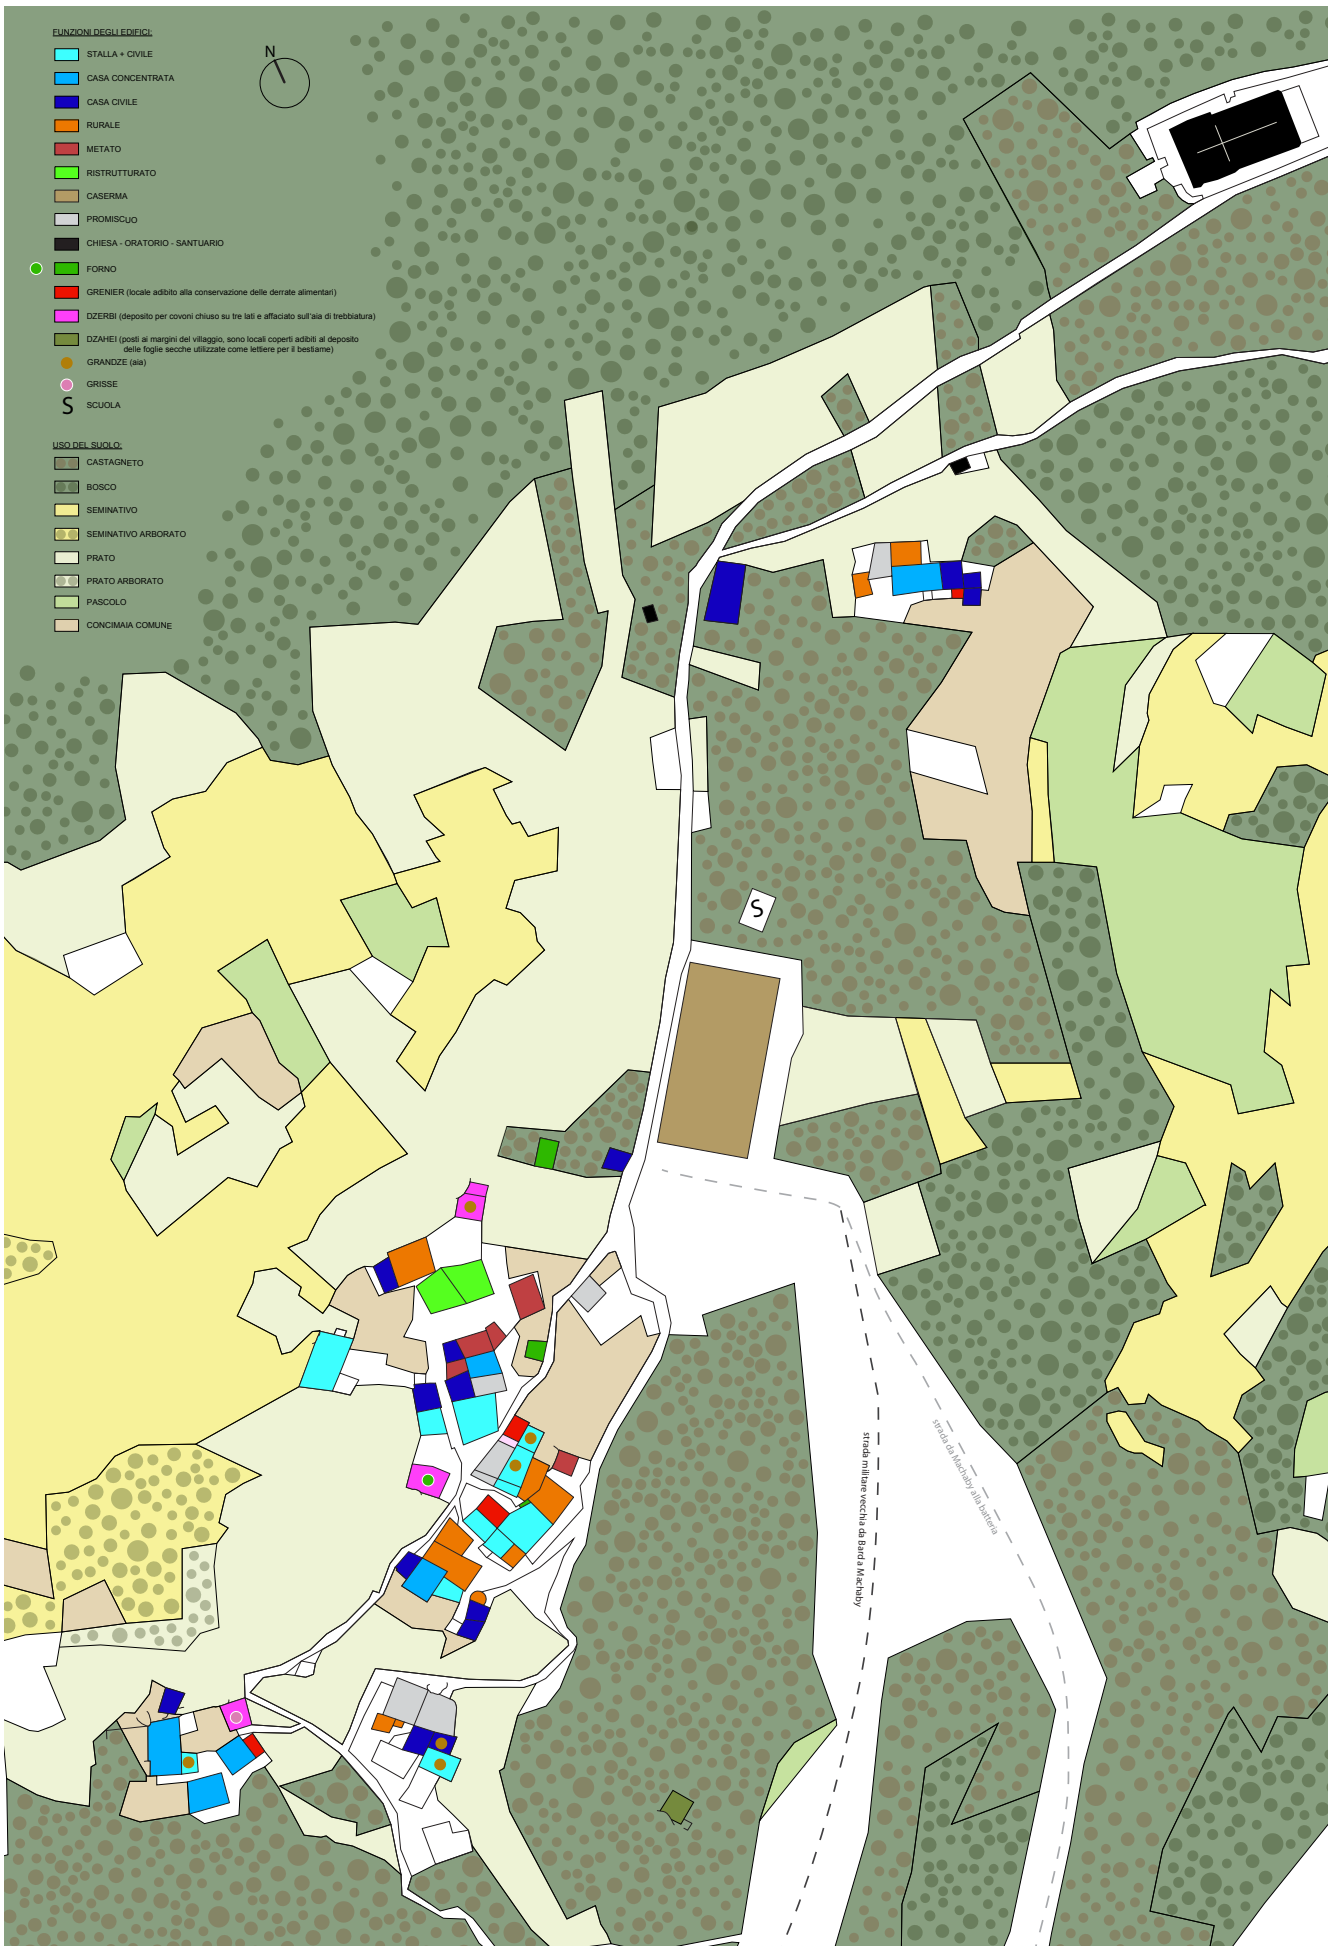 FUNZIONI DEGLI EDIFICI:
STALLA + CIVILE
CASA CONCENTRATA
CASA CIVILE
RURALE
METATO
RISTRUTTURATO
CASERMA
PROMISCUO
CHIESA - ORATORIO - SANTUARIO
FORNO
GRENIER (locale adibito alla conservazione delle derrate alimentari)
DZERBI (deposito per covoni chiuso su tre lati e affaciato sull'aia di trebbiatura)
DZAHEI (posti ai margini del villaggio, sono locali coperti adibiti al deposito
delle foglie secche utilizzate come lettiere per il bestiame)
GRANDZE (aia)
GRISSE
S SCUOLA
USO DEL SUOLO:
CASTAGNETO
BOSCO
SEMINATIVO
SEMINATIVO ARBORATO
PRATO
PRATO ARBORATO
PASCOLO
CONCIMAIA COMUNE
N
S
strada militare vecchia da Bard a Machaby
strada da Machaby alla batteria